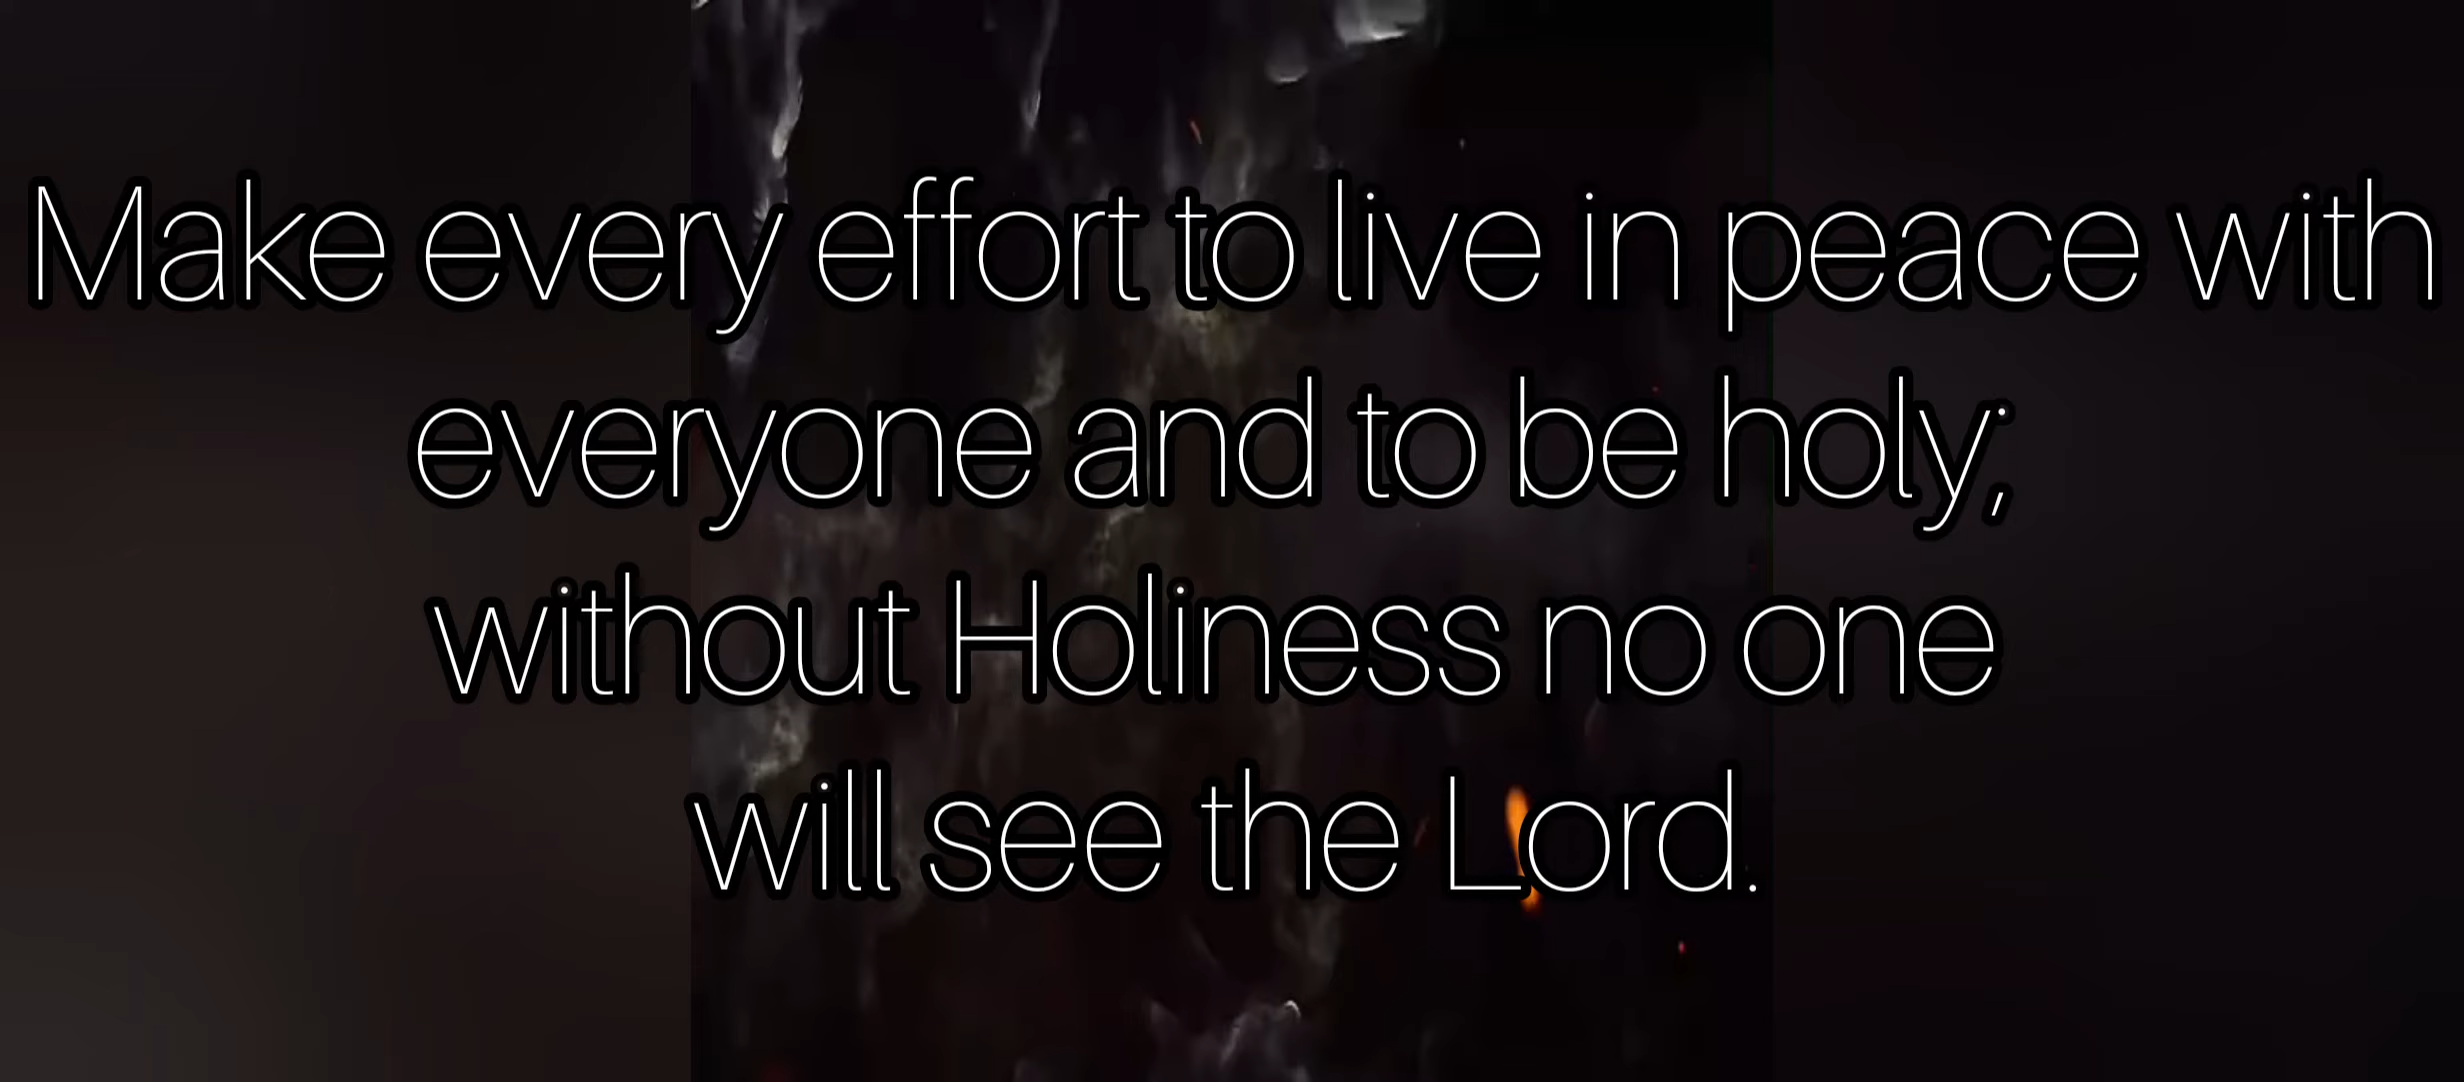 Make every effort to live in peace with
everyone and to be holy;
without Holiness no one
will see the Lord.